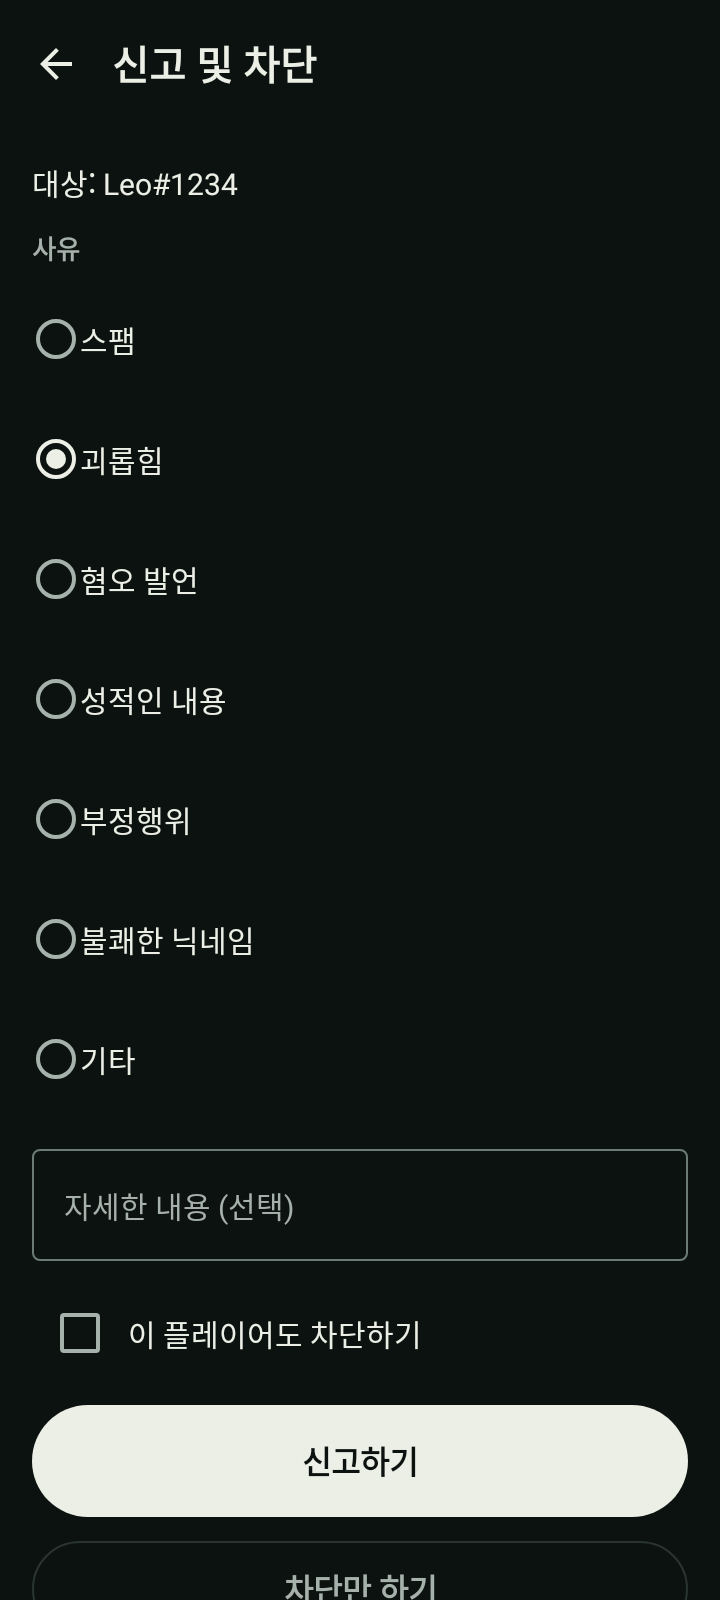 신고 및 차단
대상: Leo#1234
사유
스팸
괴롭힘
혐오 발언
성적인 내용
부정행위
불쾌한 닉네임
기타
자세한 내용 (선택)
이 플레이어도 차단하기
신고하기
차단만 하기